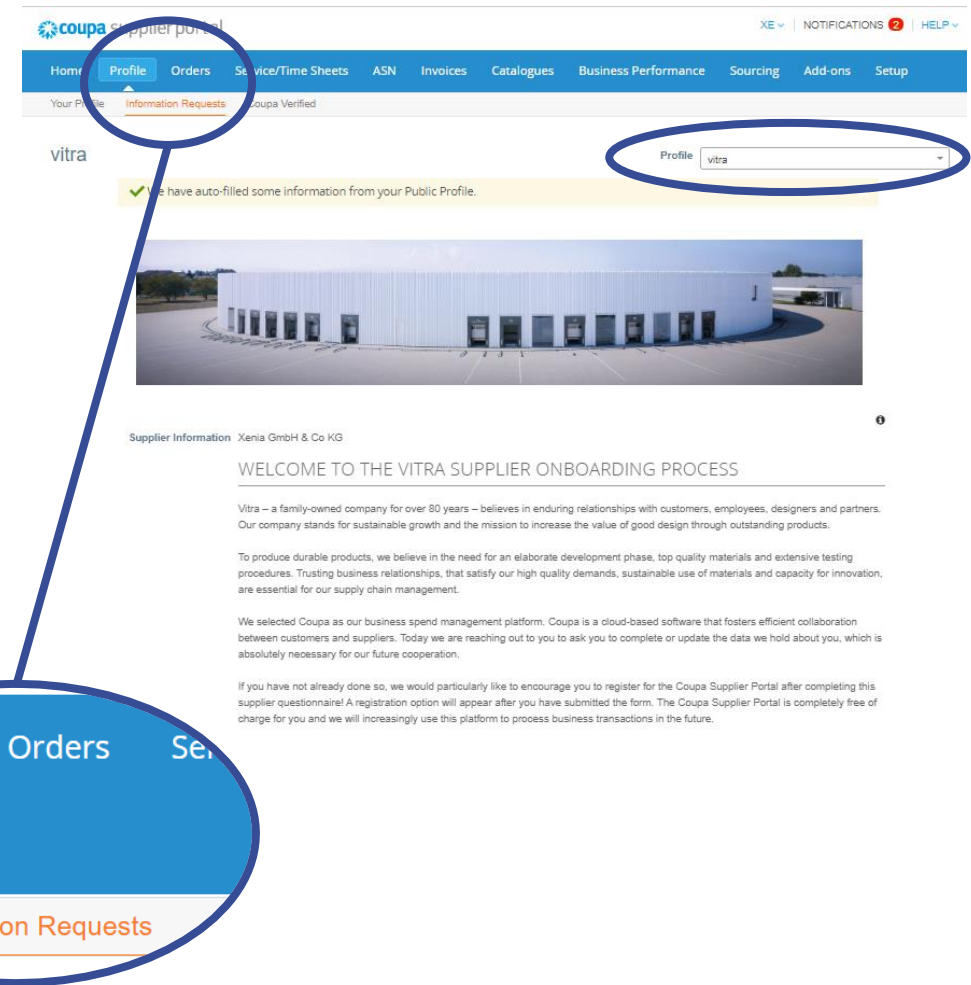 coupa supplier portal
XE NOTIFICATIONS 2 HELP
Home Profile Orders Service/Time Sheets ASN Invoices Catalogues Business Performance Sourcing Add-ons Setup
Your Profile Information Requests Coupa Verified
vitra
Profile vitra
We have auto-filled some information from your Public Profile.
Supplier Information Xenia GmbH & Co KG
WELCOME TO THE VITRA SUPPLIER ONBOARDING PROCESS
Vitra – a family-owned company for over 80 years – believes in enduring relationships with customers, employees, designers and partners.
Our company stands for sustainable growth and the mission to increase the value of good design through outstanding products.
To produce durable products, we believe in the need for an elaborate development phase, top quality materials and extensive testing
procedures. Trusting business relationships, that satisfy our high quality demands, sustainable use of materials and capacity for innovation,
are essential for our supply chain management.
We selected Coupa as our business spend management platform. Coupa is a cloud-based software that fosters efficient collaboration
between customers and suppliers. Today we are reaching out to you to ask you to complete or update the data we hold about you, which is
absolutely necessary for our future cooperation.
If you have not already done so, we would particularly like to encourage you to register for the Coupa Supplier Portal after completing this
supplier questionnaire! A registration option will appear after you have submitted the form. The Coupa Supplier Portal is completely free of
charge for you and we will increasingly use this platform to process business transactions in the future.
Orders Ser
on Requests